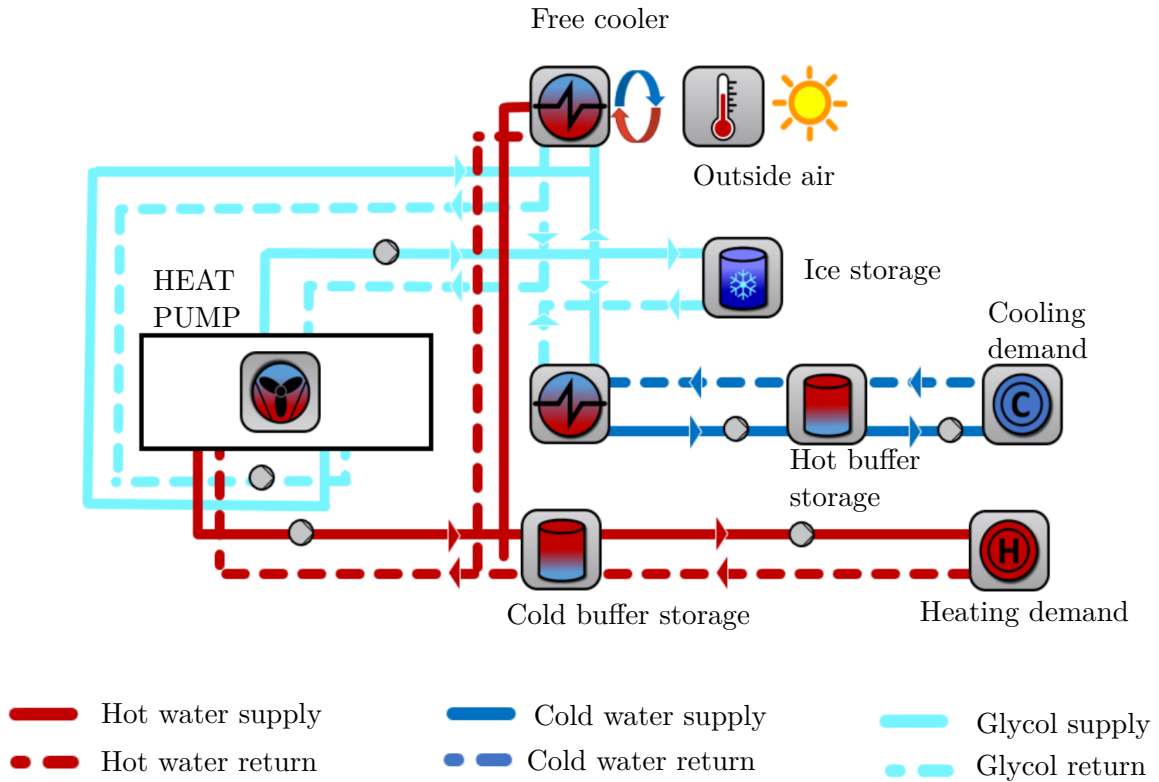 Free cooler
Outside air
HEAT
PUMP
Ice storage
Cooling
demand
C
Hot buffer
storage
H
Cold buffer storage
Heating demand
Hot water supply
Cold water supply
Glycol supply
Hot water return
Cold water return
Glycol return